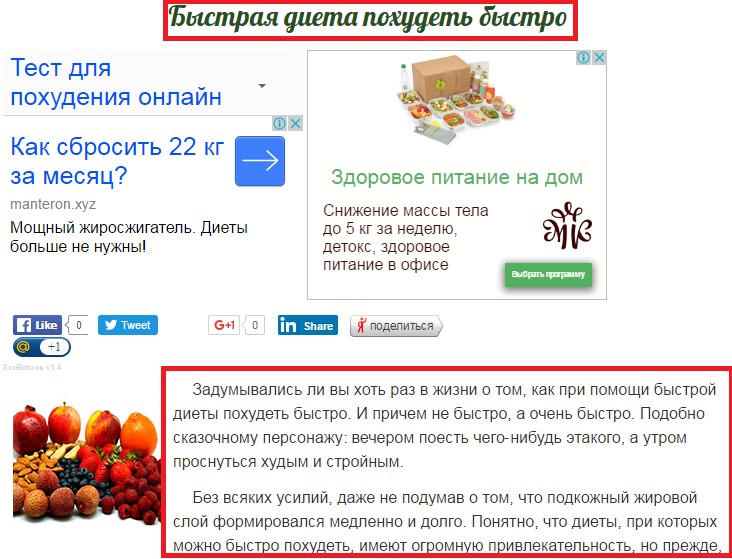 Быстрая диета похудеть быстро
Тест для
похудения онлайн
Как сбросить 22 кг
за месяц?
manteron.xyz
Мощный жиросжигатель. Диеты
больше не нужны!
Здоровое питание на дом
Снижение массы тела
до 5 кг за неделю,
детокс, здоровое
питание в офисе
МК
Выбрать программу
Like 0 Tweet G+1 0 in Share Я поделиться
@ +1
SeoButtons v1.4
Задумывались ли вы хоть раз в жизни о том, как при помощи быстрой
диеты похудеть быстро. И причем не быстро, а очень быстро. Подобно
сказочному персонажу: вечером поесть чего-нибудь этакого, а утром
проснуться худым и стройным.
Без всяких усилий, даже не подумав о том, что подкожный жировой
слой формировался медленно и долго. Понятно, что диеты, при которых
можно быстро похудеть, имеют огромную привлекательность, но прежде,